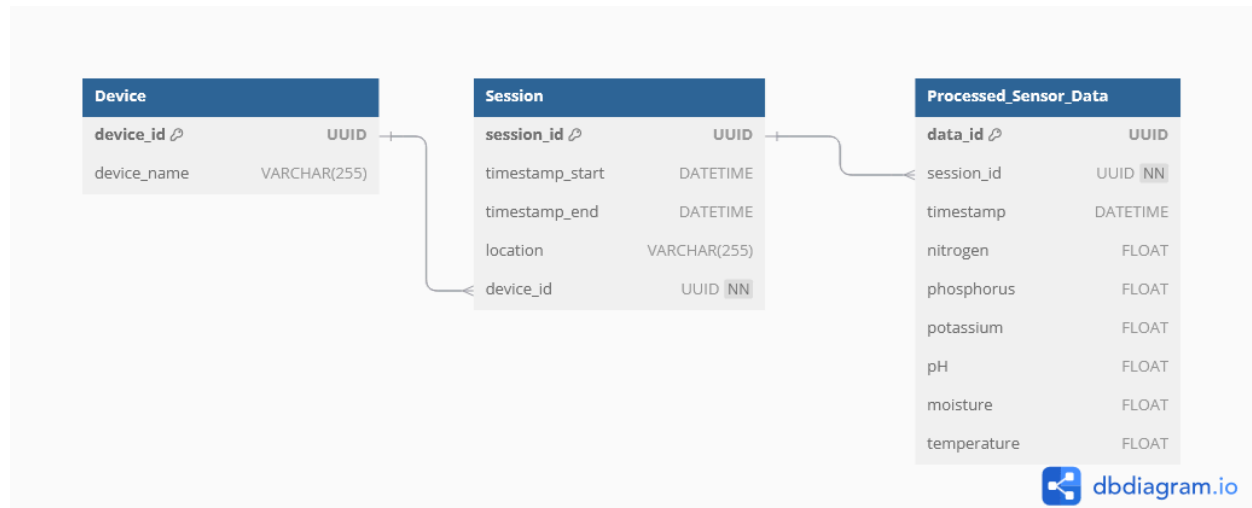 Device
device_id UUID
device_name VARCHAR(255)
Session
session_id UUID
timestamp_start DATETIME
timestamp_end DATETIME
location VARCHAR(255)
device_id UUID NN
Processed_Sensor_Data
data_id UUID
session_id UUID NN
timestamp DATETIME
nitrogen FLOAT
phosphorus FLOAT
potassium FLOAT
pH FLOAT
moisture FLOAT
temperature FLOAT
dbdiagram.io